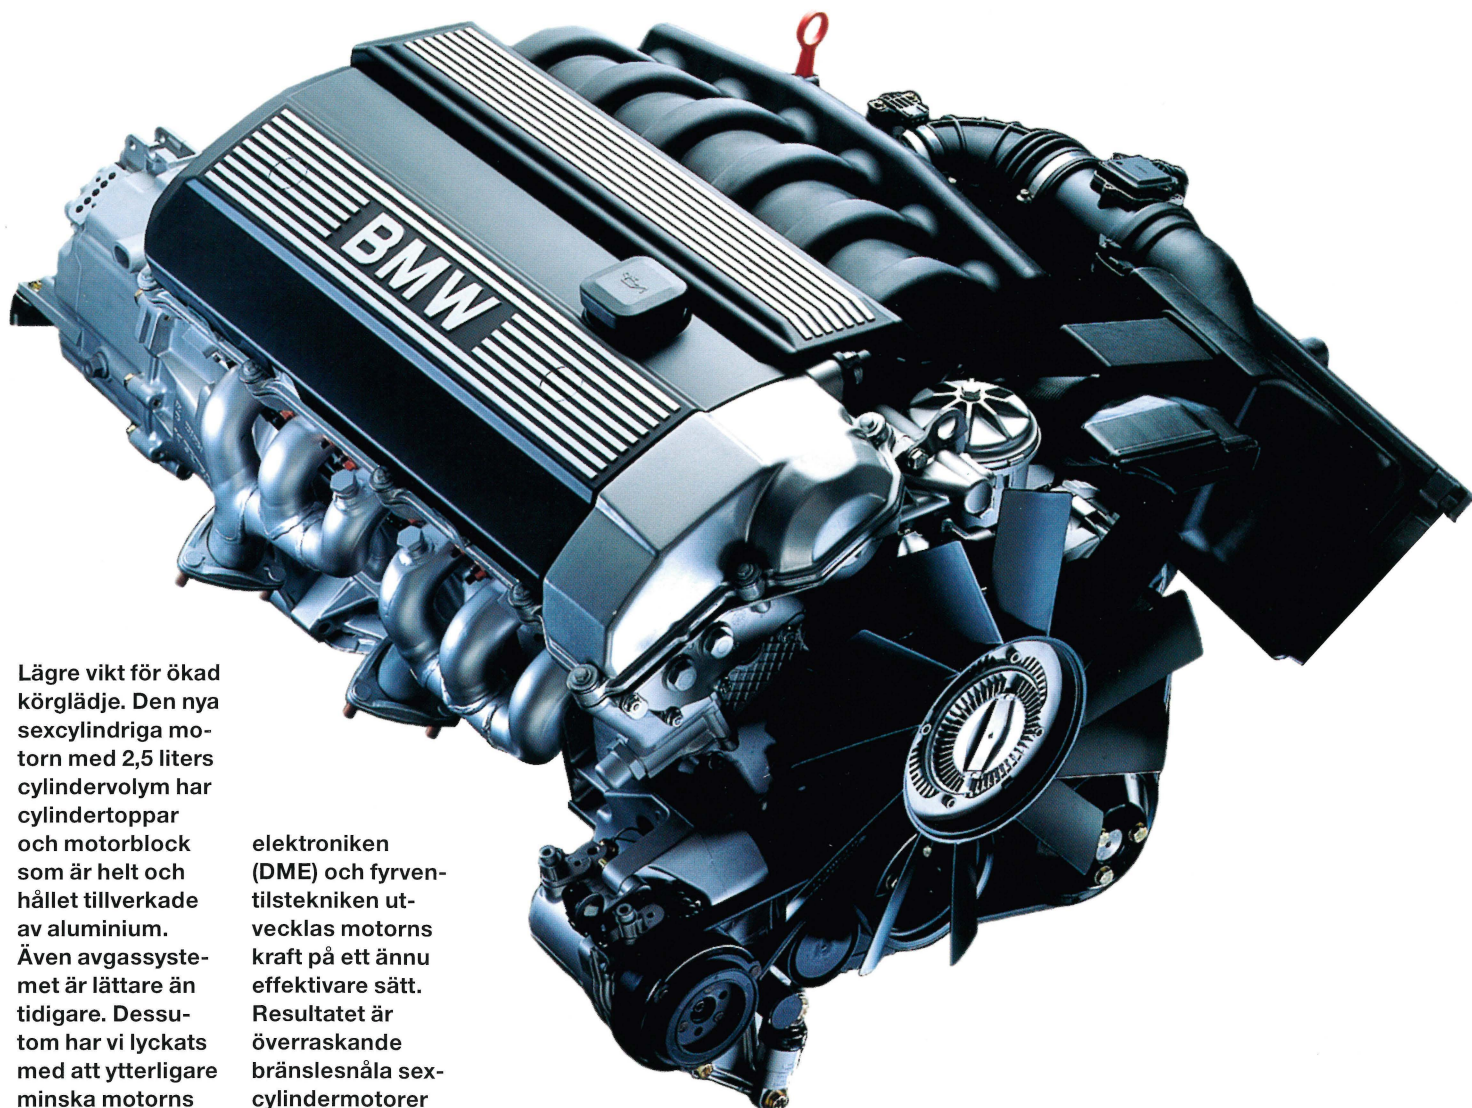 BMW
Lägre vikt för ökad
körglädje. Den nya
sexcylindriga mo-
torn med 2,5 liters
cylindervolym har
cylindertoppar
och motorblock
som är helt och
hållet tillverkade
av aluminium.
Även avgassyste-
met är lättare än
tidigare. Dessu-
tom har vi lyckats
med att ytterligare
minska motorns
elektroniken
(DME) och fyrven-
tilstekniken ut-
vecklas motorns
kraft på ett ännu
effektivare sätt.
Resultatet är
överraskande
bränslesnåla sex-
cylindermotorer